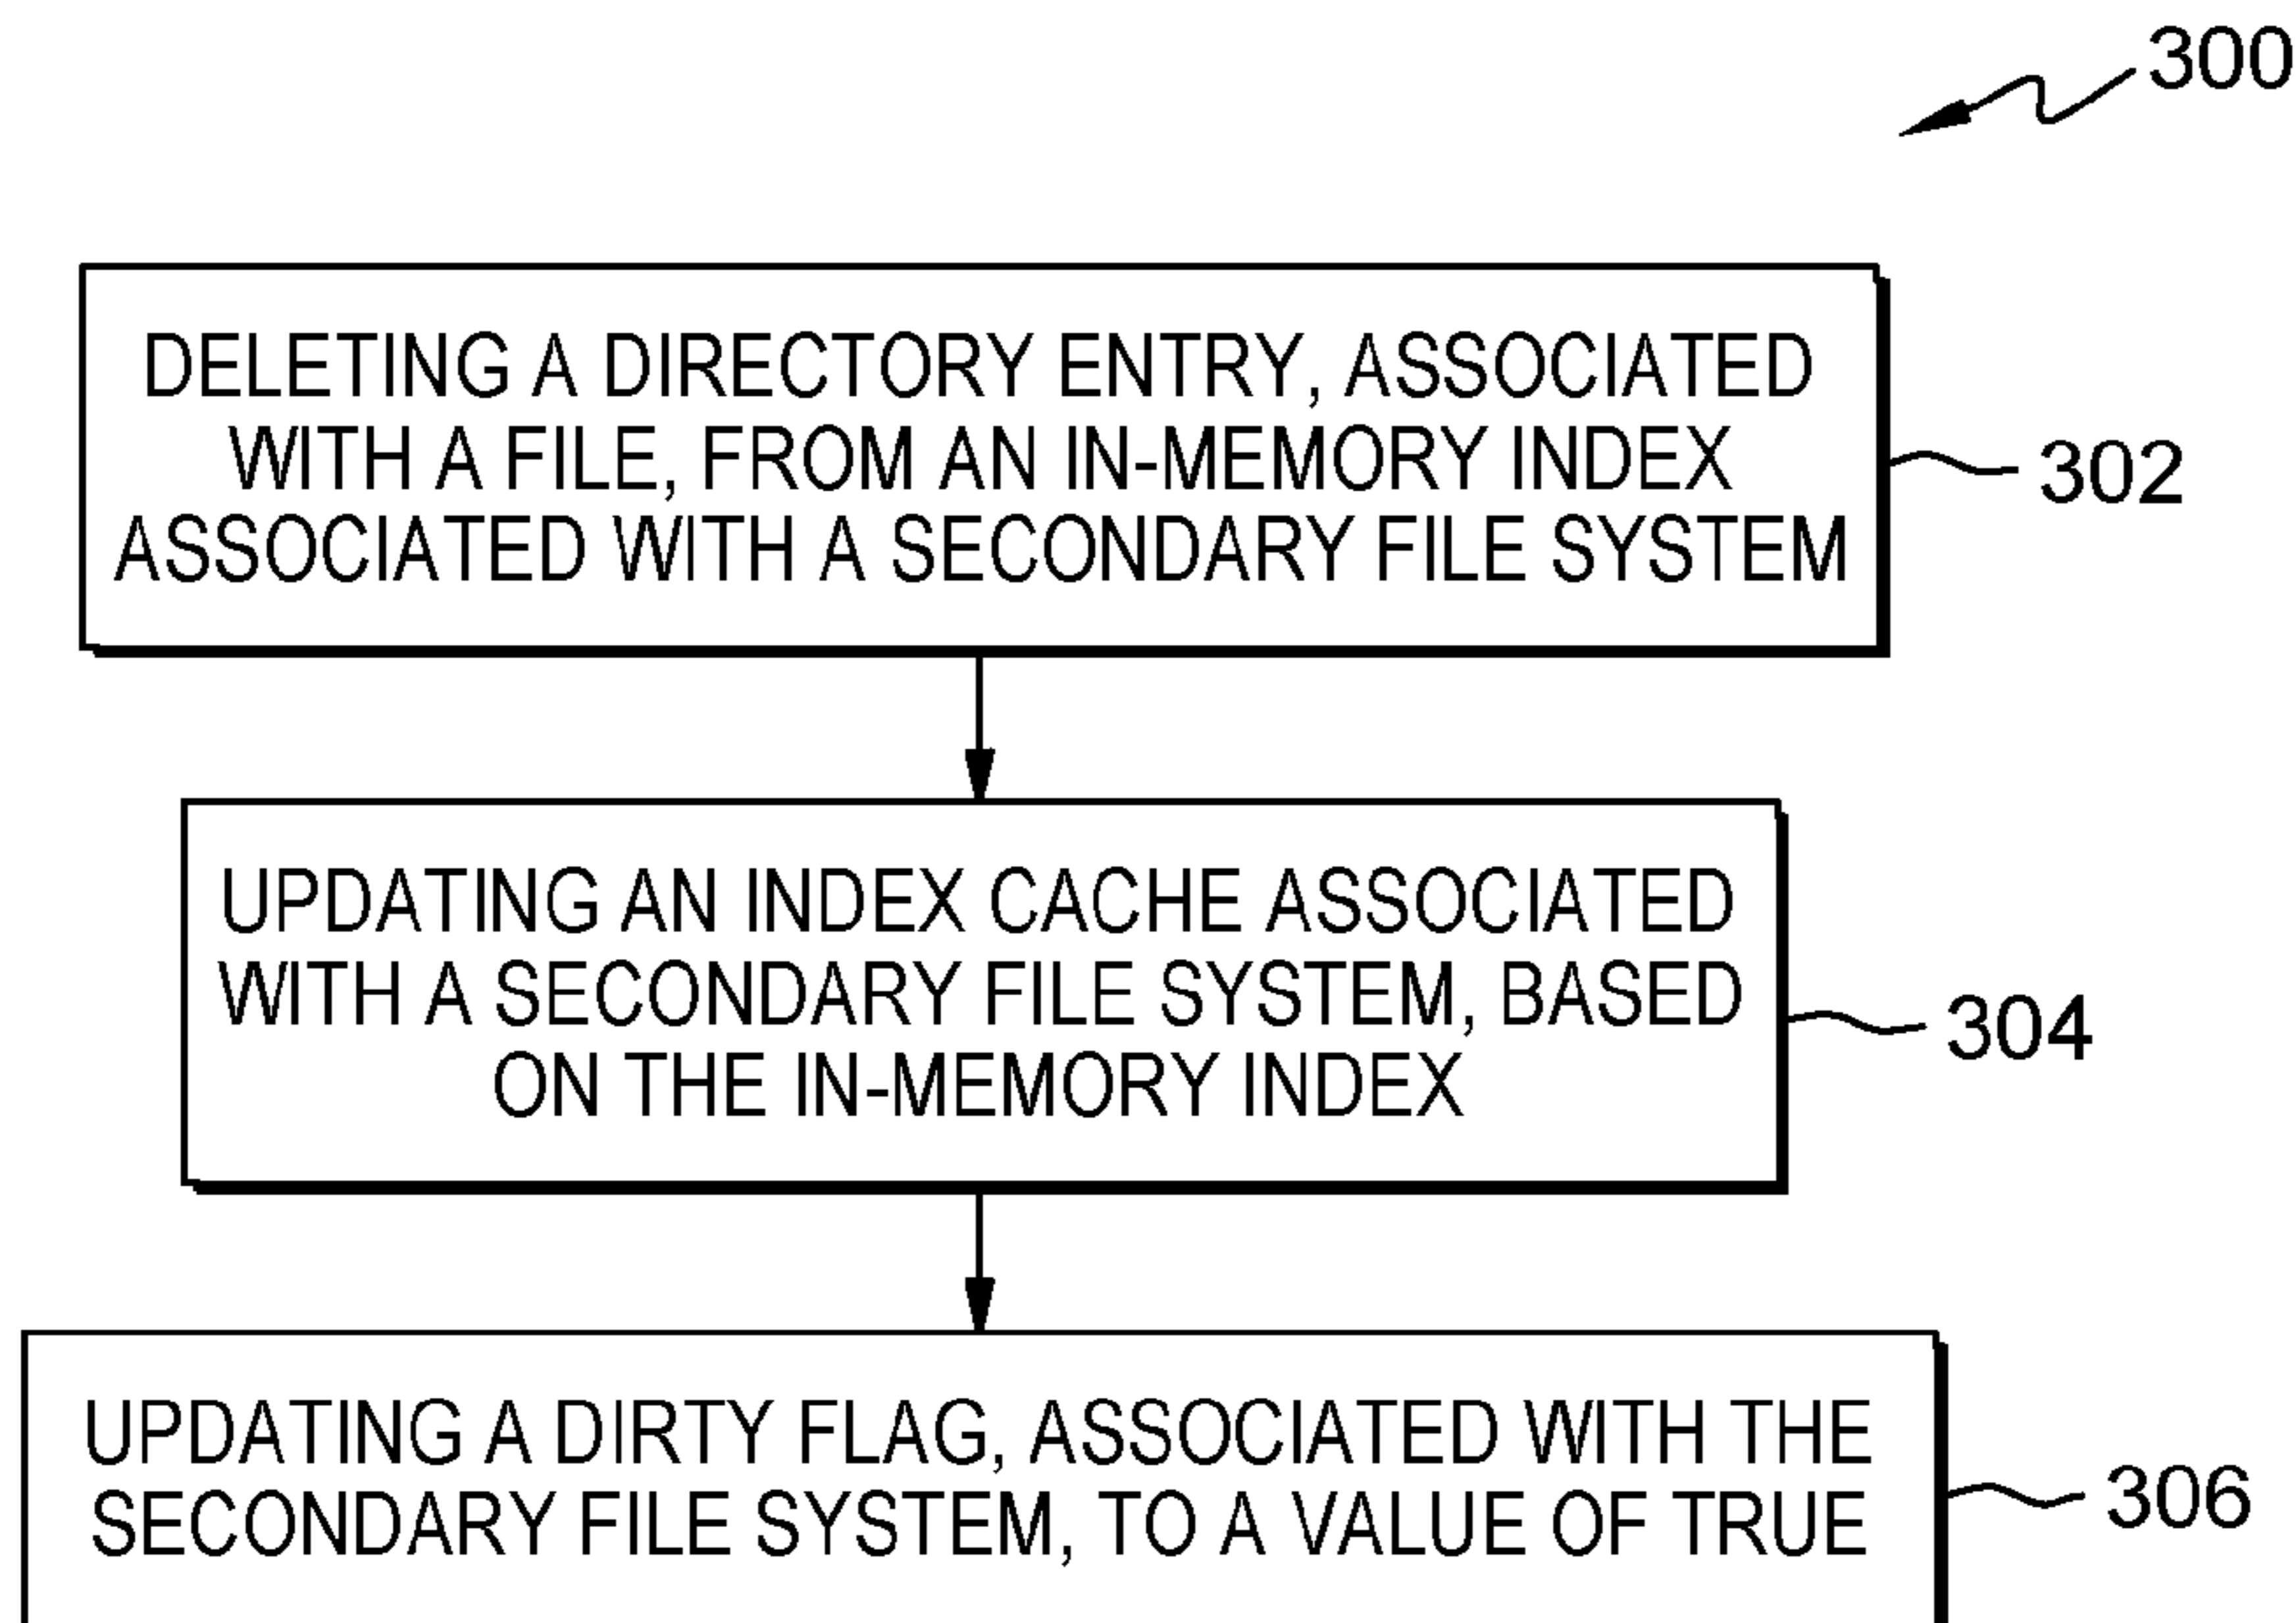 300
DELETING A DIRECTORY ENTRY, ASSOCIATED
WITH A FILE, FROM AN IN-MEMORY INDEX
ASSOCIATED WITH A SECONDARY FILE SYSTEM
302
UPDATING AN INDEX CACHE ASSOCIATED
WITH A SECONDARY FILE SYSTEM, BASED
ON THE IN-MEMORY INDEX
304
UPDATING A DIRTY FLAG, ASSOCIATED WITH THE
SECONDARY FILE SYSTEM, TO A VALUE OF TRUE
306